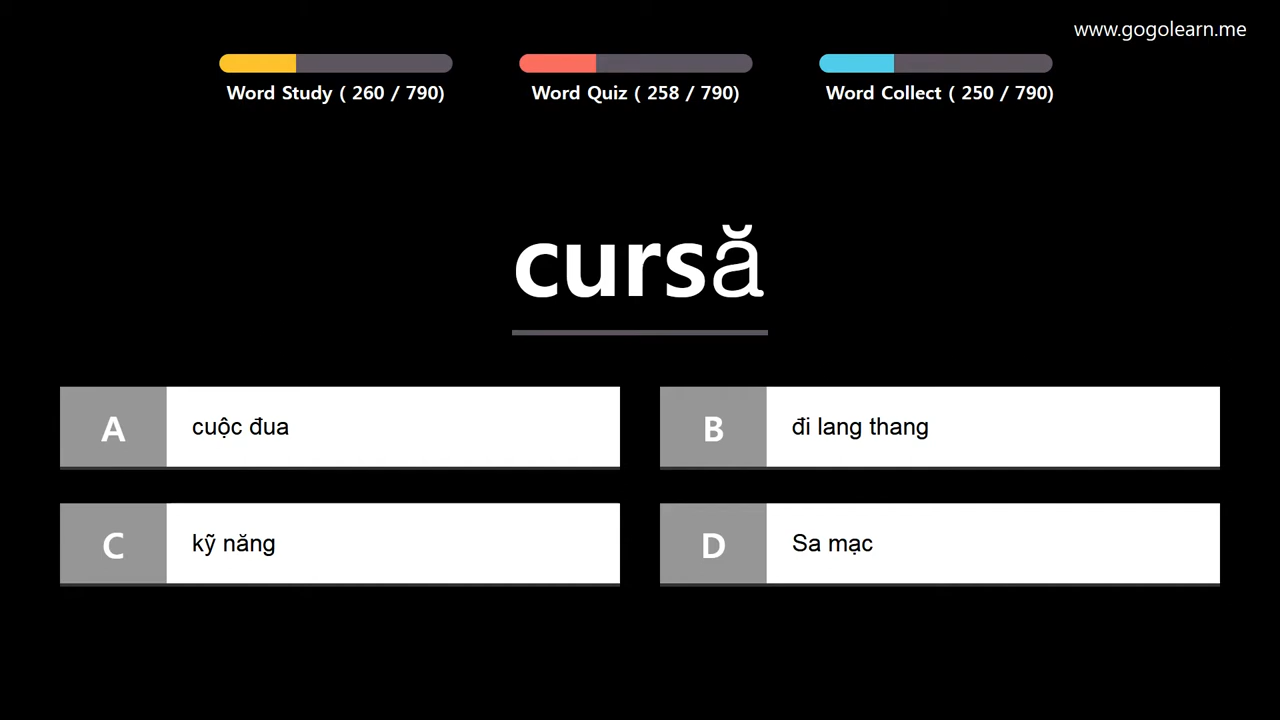 www.gogolearn.me
Word Study ( 260 / 790)
Word Quiz ( 258 / 790)
Word Collect ( 250 / 790)
cursă
A
cuộc đua
B
đi lang thang
C
kỹ năng
D
Sa mạc